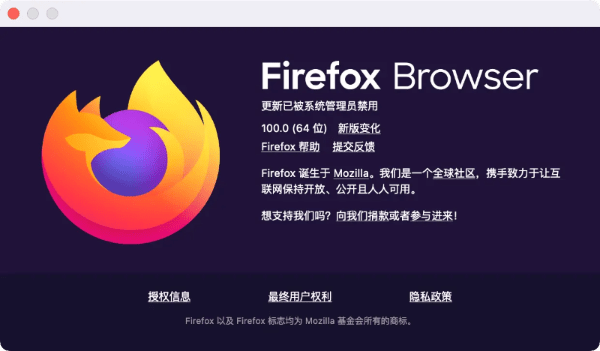 Firefox Browser
更新已被系统管理员禁用
100.0 (64 位) 新版变化
Firefox 帮助 提交反馈
Firefox 诞生于 Mozilla。我们是一个全球社区，携手致力于让互
联网保持开放、公开且人人可用。
想支持我们吗？向我们捐款或者参与进来！
授权信息 最终用户权利 隐私政策
Firefox 以及 Firefox 标志均为 Mozilla 基金会所有的商标。